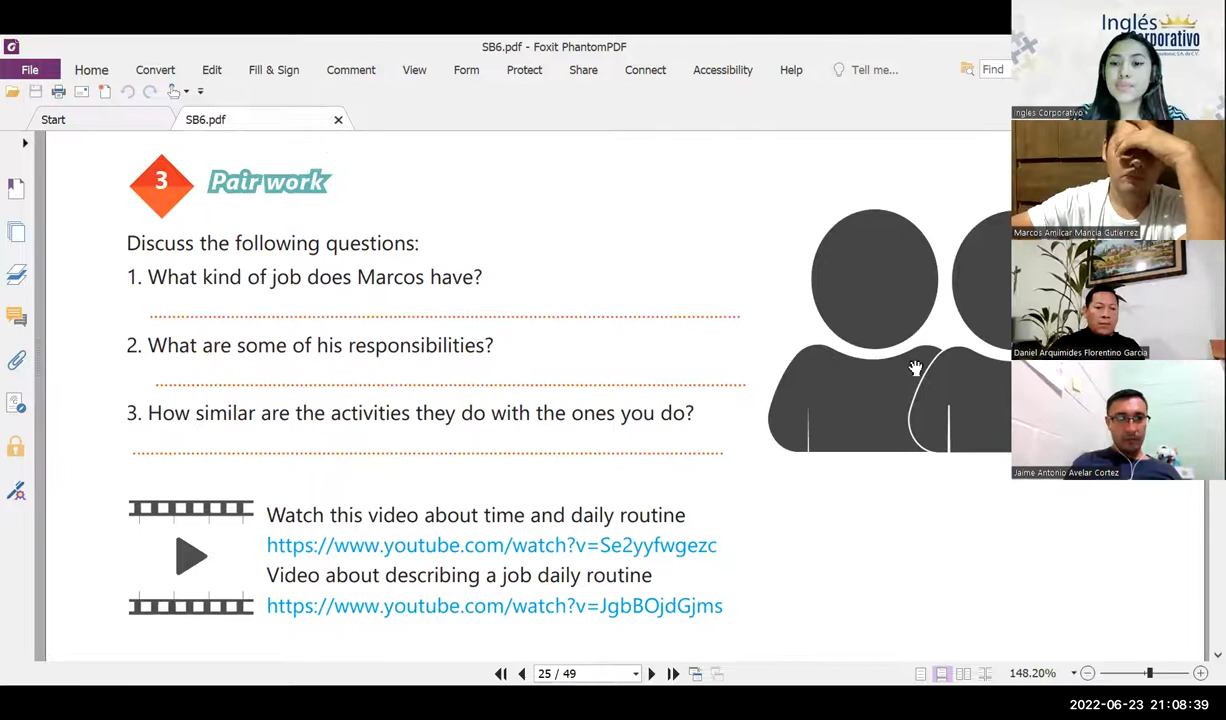 SB6.pdf - Foxit PhantomPDF
File Home Convert Edit Fill & Sign Comment View Form Protect Share Connect Accessibility Help Tell me... Find
Start SB6.pdf
3 Pair work
Discuss the following questions:
1. What kind of job does Marcos have?
2. What are some of his responsibilities?
3. How similar are the activities they do with the ones you do?
Watch this video about time and daily routine
https://www.youtube.com/watch?v=Se2yyfwgezc
Video about describing a job daily routine
https://www.youtube.com/watch?v=JgbBOjdGjms
25 / 49
148.20%
Inglés
Corporativo
Ingles Corporativo
Marcos Amilcar Mancia Gutierrez
Daniel Arquimides Florentino Garcia
Jaime Antonio Avelar Cortez
2022-06-23 21:08:39